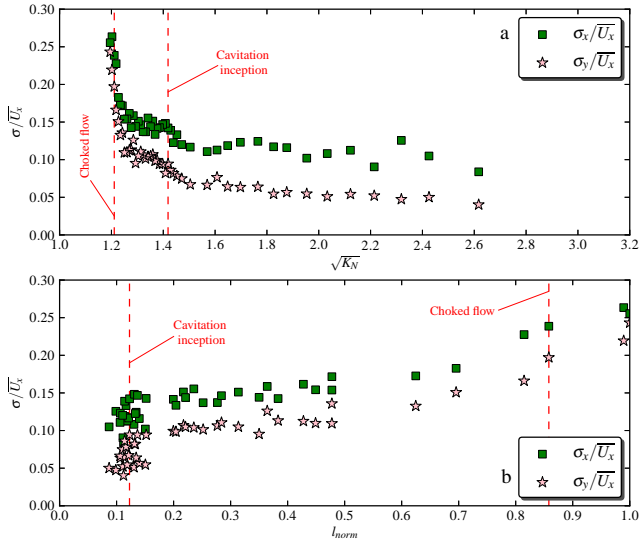 0.30
0.25
0.20
0.15
0.10
0.05
0.00
σ/U̅ₓ
a
σₓ/U̅ₓ
σᵧ/U̅ₓ
Cavitation
inception
Choked flow
1.0 1.2 1.4 1.6 1.8 2.0 2.2 2.4 2.6 2.8 3.0 3.2
√K_N
0.30
0.25
0.20
0.15
0.10
0.05
0.00
σ/U̅ₓ
Choked flow
Cavitation
inception
b
σₓ/U̅ₓ
σᵧ/U̅ₓ
0.0 0.1 0.2 0.3 0.4 0.5 0.6 0.7 0.8 0.9 1.0
l_norm